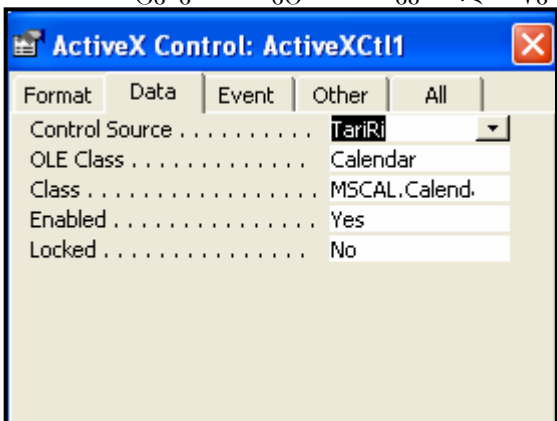 ActiveX Control: ActiveXCtl1
Format Data Event Other All
Control Source . . . . . . . . . . TariRi
OLE Class . . . . . . . . . . . . . Calendar
Class . . . . . . . . . . . . . . . . . MSCAL.Calend
Enabled . . . . . . . . . . . . . . . Yes
Locked . . . . . . . . . . . . . . . No